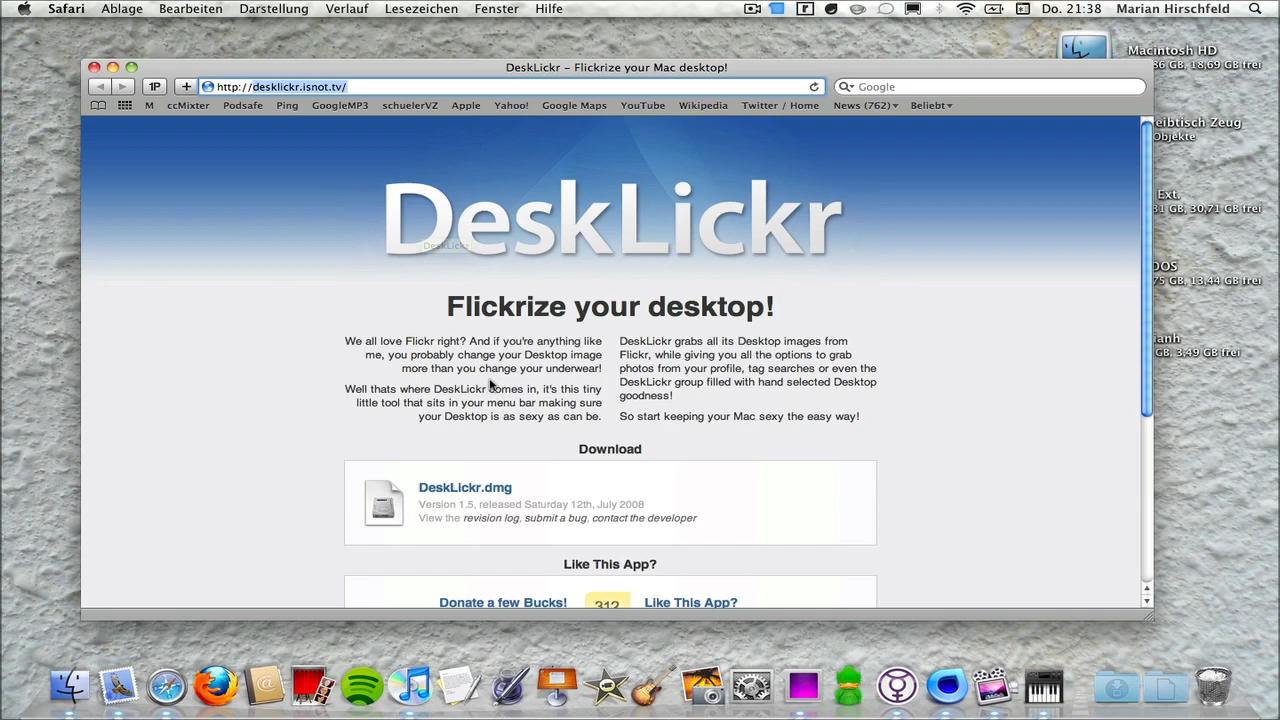 Safari Ablage Bearbeiten Darstellung Verlauf Lesezeichen Fenster Hilfe Do. 21:38 Marian Hirschfeld
Macintosh HD
86 GB, 18,69 GB frei
DeskLickr – Flickrize your Mac desktop!
1P + http://desklickr.isnot.tv/ Google
M ccMixter Podsafe Ping GoogleMP3 schuelerVZ Apple Yahoo! Google Maps YouTube Wikipedia Twitter / Home News (762) Beliebt
eibtisch Zeug
Objekte
DeskLickr
DeskLickr
Ext.
31 GB, 30,71 GB frei
DOS
75 GB, 13,44 GB frei
ianh
GB, 3,49 GB frei
Flickrize your desktop!
We all love Flickr right? And if you're anything like
me, you probably change your Desktop image
more than you change your underwear!
Well thats where DeskLickr comes in, it's this tiny
little tool that sits in your menu bar making sure
your Desktop is as sexy as can be.
DeskLickr grabs all its Desktop images from
Flickr, while giving you all the options to grab
photos from your profile, tag searches or even the
DeskLickr group filled with hand selected Desktop
goodness!
So start keeping your Mac sexy the easy way!
Download
DeskLickr.dmg
Version 1.5, released Saturday 12th, July 2008
View the revision log, submit a bug, contact the developer
Like This App?
Donate a few Bucks! 312 Like This App?